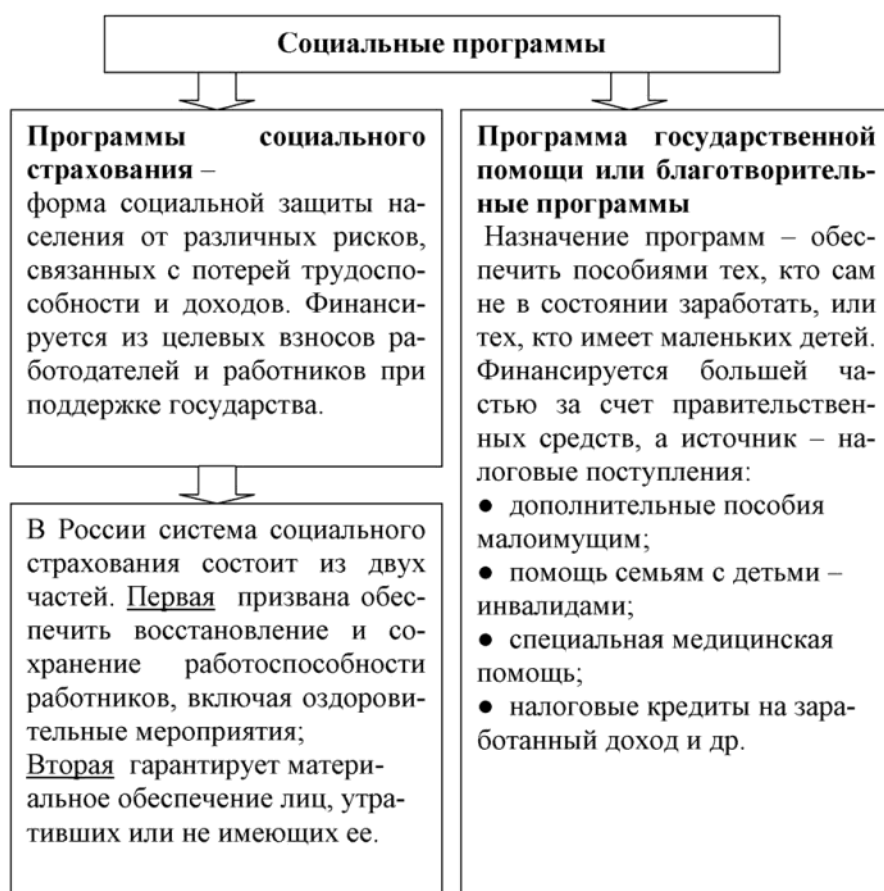 Социальные программы
Программы социального
страхования –
форма социальной защиты на-
селения от различных рисков,
связанных с потерей трудоспо-
собности и доходов. Финанси-
руется из целевых взносов ра-
ботодателей и работников при
поддержке государства.
В России система социального
страхования состоит из двух
частей. Первая призвана обес-
печить восстановление и со-
хранение работоспособности
работников, включая оздорови-
тельные мероприятия;
Вторая гарантирует матери-
альное обеспечение лиц, утра-
тивших или не имеющих ее.
Программа государственной
помощи или благотворитель-
ные программы
Назначение программ – обес-
печить пособиями тех, кто сам
не в состоянии заработать, или
тех, кто имеет маленьких детей.
Финансируется большей ча-
стью за счет правительствен-
ных средств, а источник – на-
логовые поступления:
● дополнительные пособия
малоимущим;
● помощь семьям с детьми –
инвалидами;
● специальная медицинская
помощь;
● налоговые кредиты на зара-
ботанный доход и др.